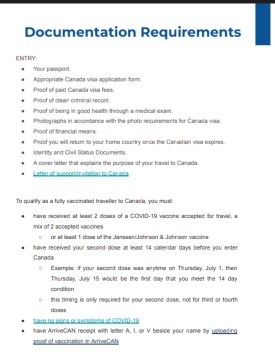 Documentation Requirements
ENTRY:
● Your passport.
● Appropriate Canada visa application form.
● Proof of paid Canada visa fees.
● Proof of clean criminal record.
● Proof of being in good health through a medical exam.
● Photographs in accordance with the photo requirements for Canada visa.
● Proof of financial means.
● Proof you will return to your home country once the Canadian visa expires.
● Identity and Civil Status Documents.
● A cover letter that explains the purpose of your travel to Canada.
● Letter of support/invitation to Canada
To qualify as a fully vaccinated traveller to Canada, you must:
● have received at least 2 doses of a COVID-19 vaccine accepted for travel, a
mix of 2 accepted vaccines
○ or at least 1 dose of the Janssen/Johnson & Johnson vaccine
● have received your second dose at least 14 calendar days before you enter
Canada
○ Example: if your second dose was anytime on Thursday, July 1, then
Thursday, July 15 would be the first day that you meet the 14 day
condition
○ this timing is only required for your second dose, not for third or fourth
doses
● have no signs or symptoms of COVID-19
● have ArriveCAN receipt with letter A, I, or V beside your name by uploading
proof of vaccination in ArriveCAN